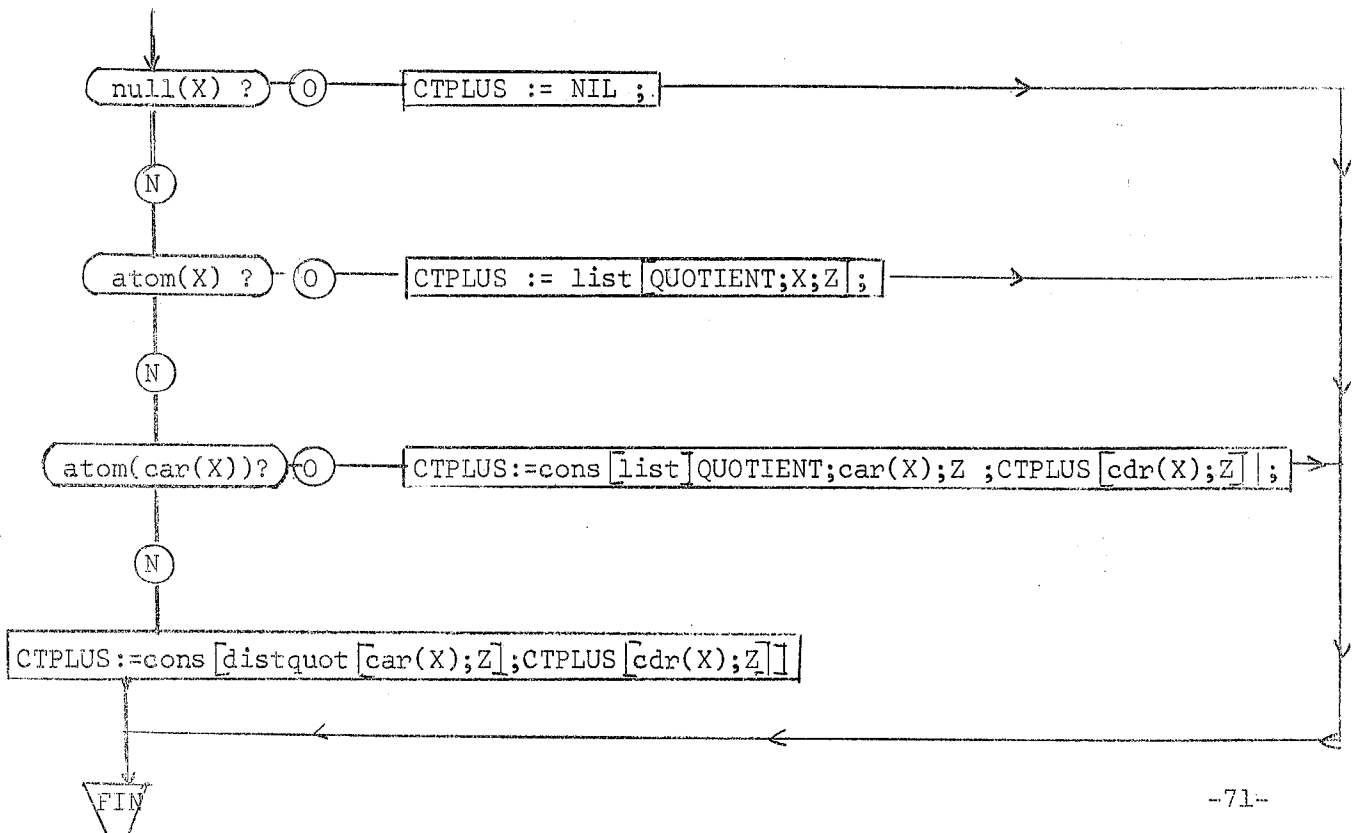 null(X) ? O CTPLUS := NIL ;
N
atom(X) ? O CTPLUS := list[QUOTIENT;X;Z];
N
atom(car(X))? O CTPLUS:=cons[list]QUOTIENT;car(X);Z ;CTPLUS[cdr(X);Z]|;
N
CTPLUS:=cons[distquot[car(X);Z];CTPLUS[cdr(X);Z]]
FIN
-71-